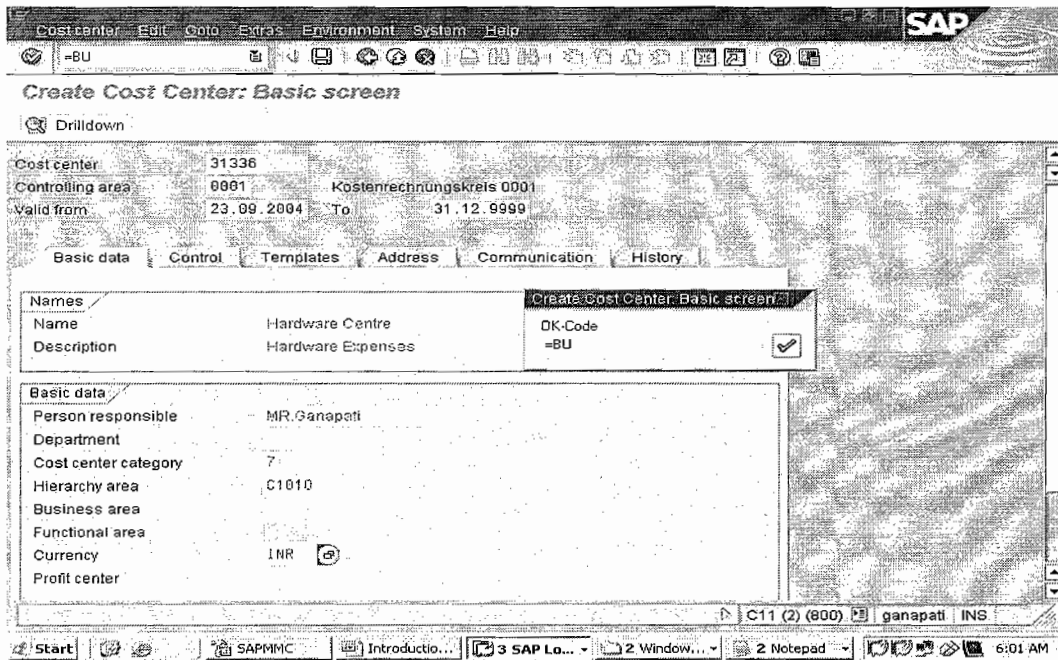 Cost center Edit Goto Extras Environment System Help
SAP
=BU
Create Cost Center: Basic screen
Drilldown
Cost center 31336
Controlling area 0001 Kostenrechnungskreis 0001
Valid from 23.09.2004 To 31.12.9999
Basic data Control Templates Address Communication History
Names
Name Hardware Centre
Description Hardware Expenses
Create Cost Center: Basic screen
OK-Code
=BU
Basic data
Person responsible MR.Ganapati
Department
Cost center category 7
Hierarchy area C1010
Business area
Functional area
Currency INR
Profit center
C11 (2) (800) ganapati INS
Start SAPMMC Introductio... 3 SAP Lo... 2 Window... 2 Notepad 6:01 AM